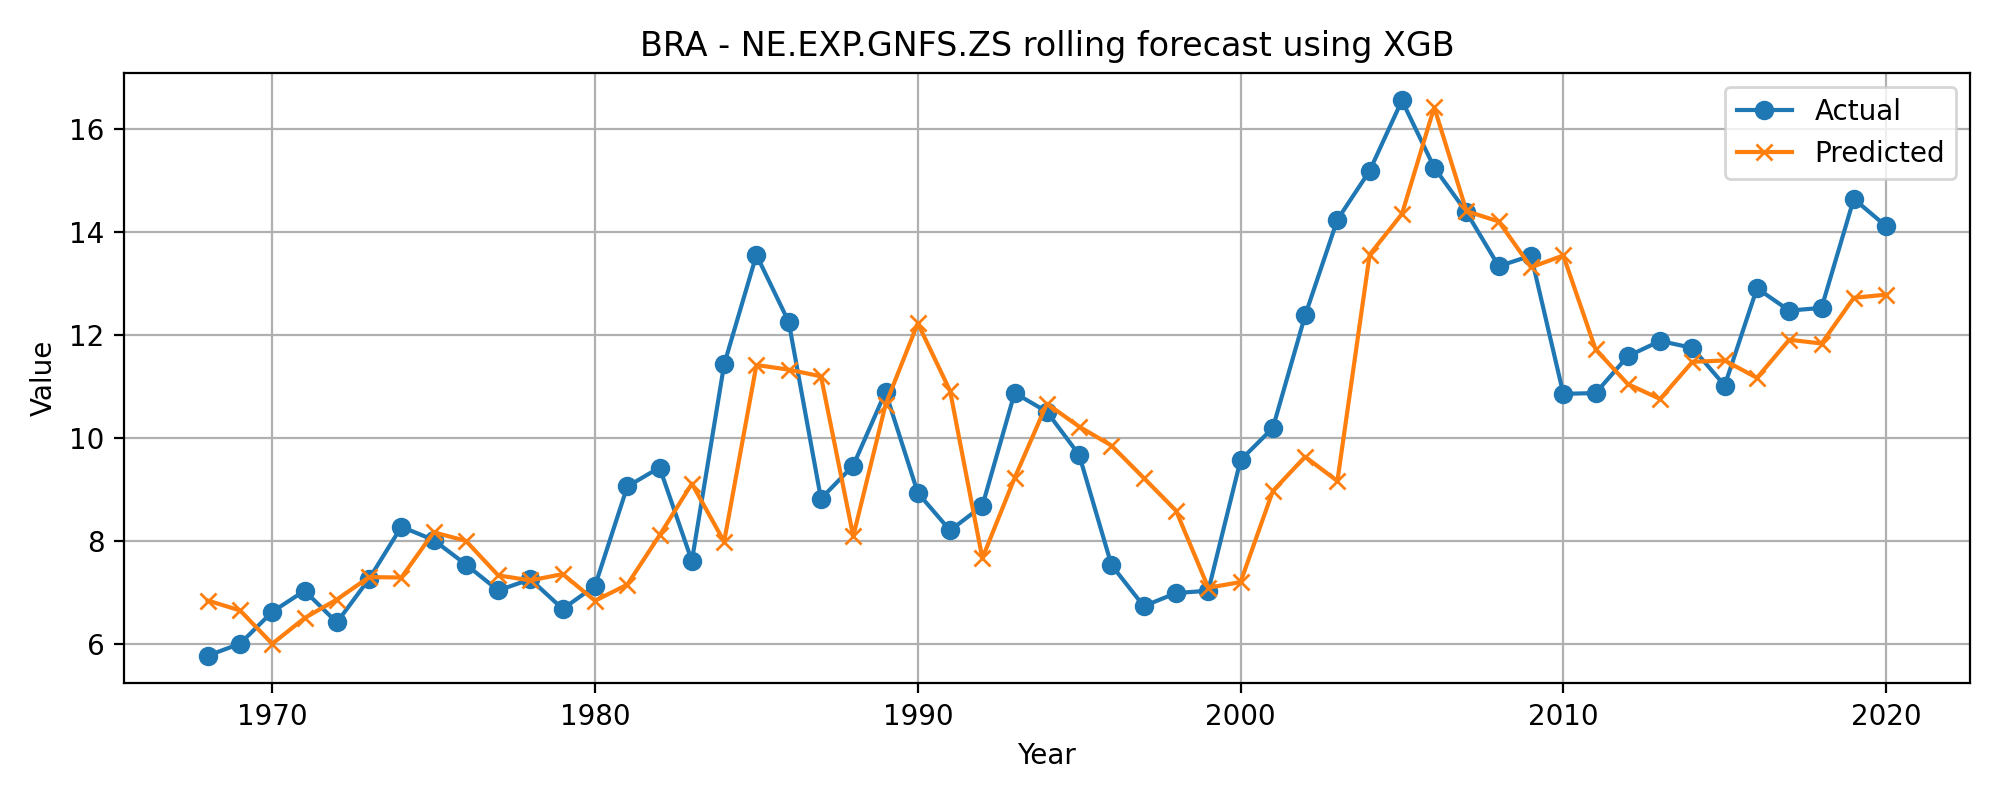 BRA - NE.EXP.GNFS.ZS rolling forecast using XGB
Actual
Predicted
16
14
12
10
8
6
Value
1970 1980 1990 2000 2010 2020
Year